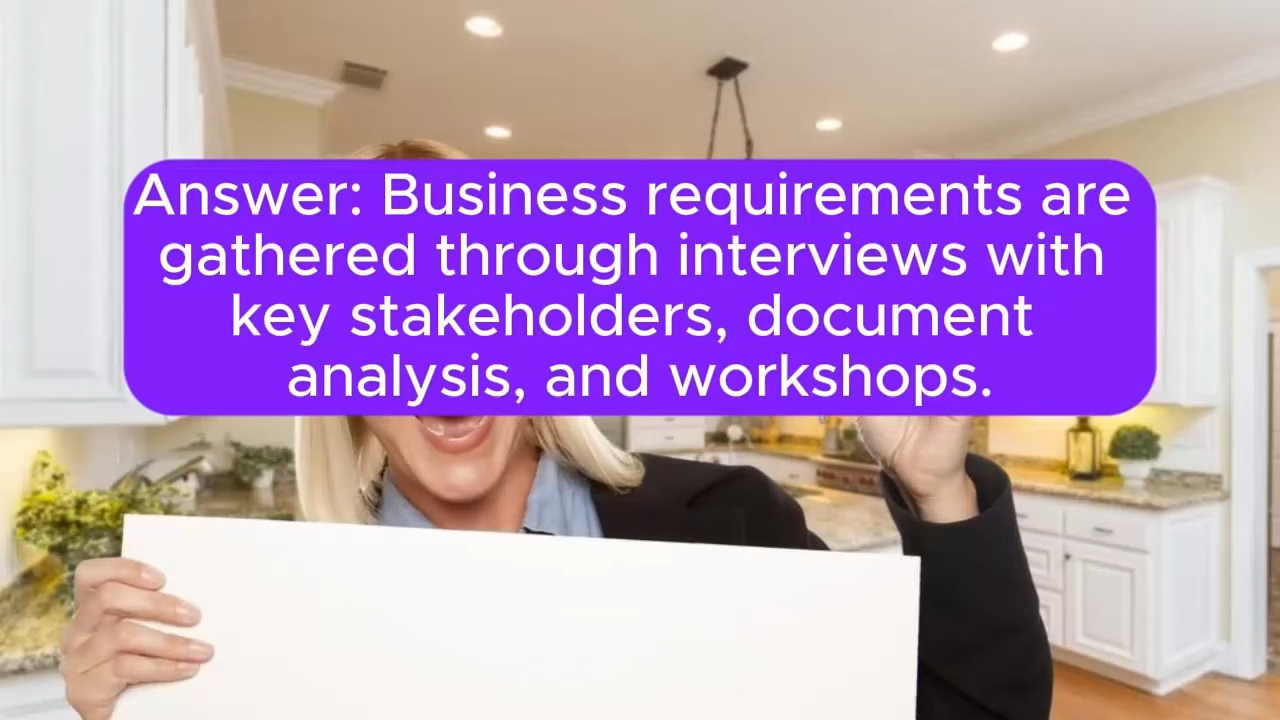 Answer: Business requirements are
gathered through interviews with
key stakeholders, document
analysis, and workshops.